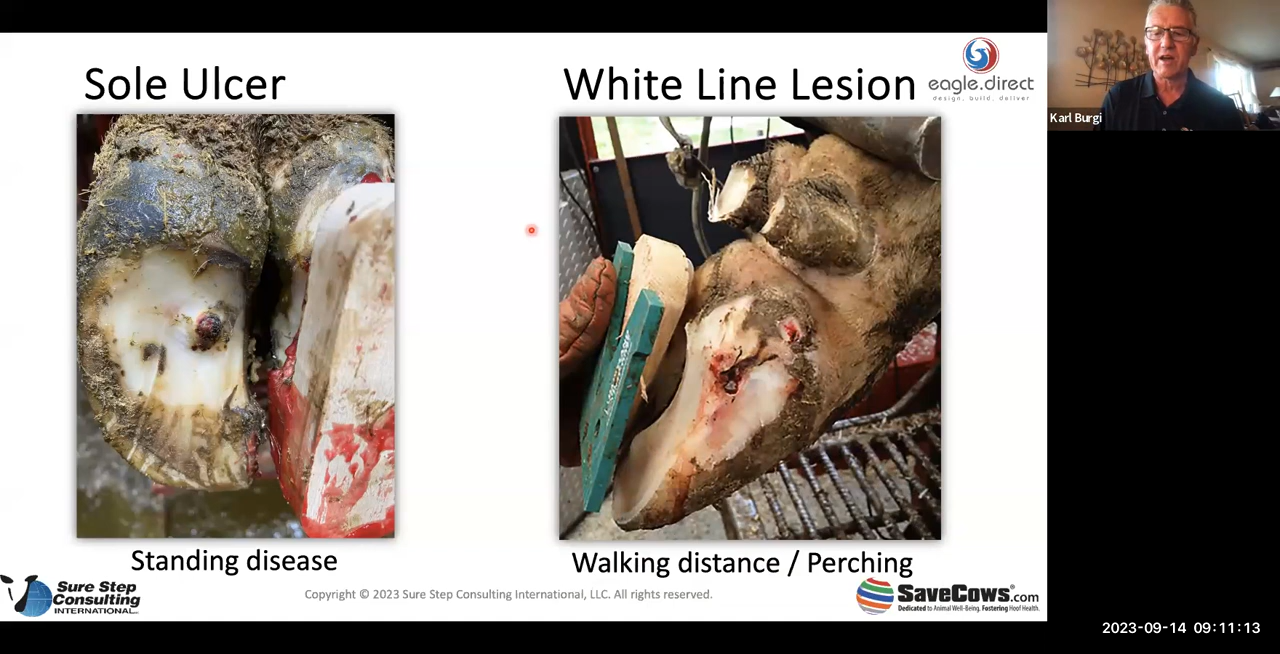 Sole Ulcer
White Line Lesion
eagle.direct
design. build. deliver
Karl Burgi
Standing disease
Walking distance / Perching
Sure Step
Consulting
INTERNATIONAL
Copyright © 2023 Sure Step Consulting International, LLC. All rights reserved.
SaveCows®.com
Dedicated to Animal Well-Being. Fostering Hoof Health.
2023-09-14 09:11:13